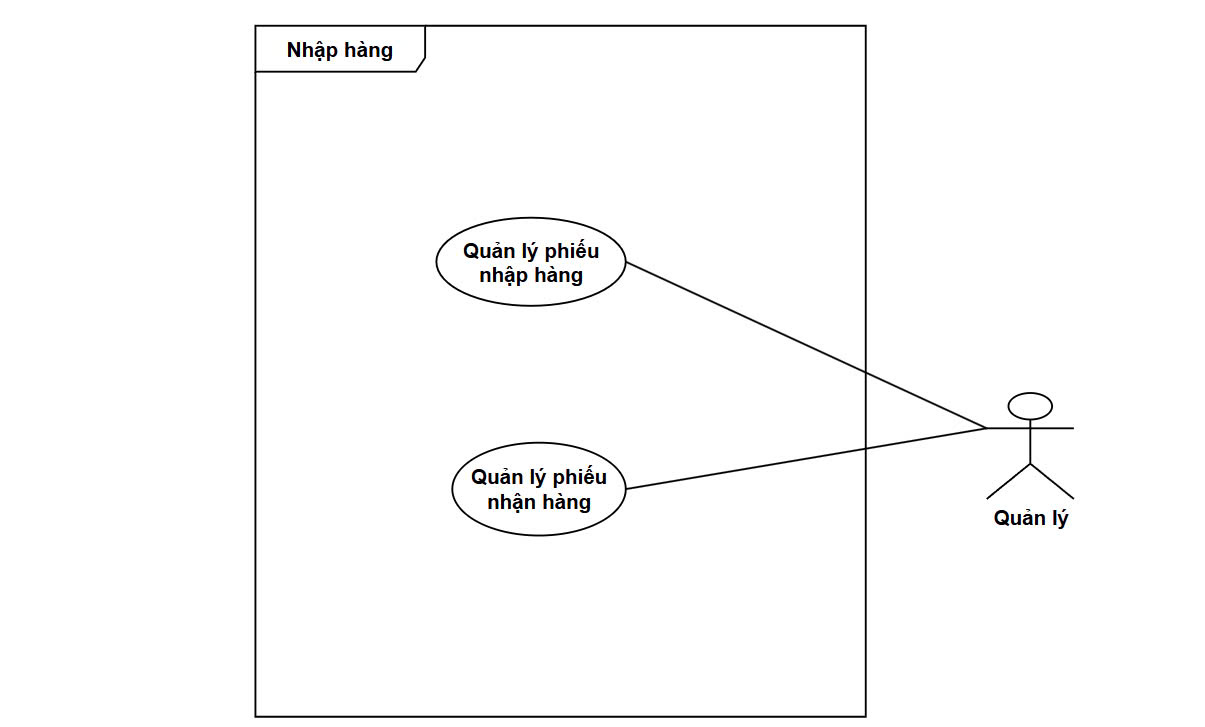 Nhập hàng
Quản lý phiếu
nhập hàng
Quản lý phiếu
nhận hàng
Quản lý